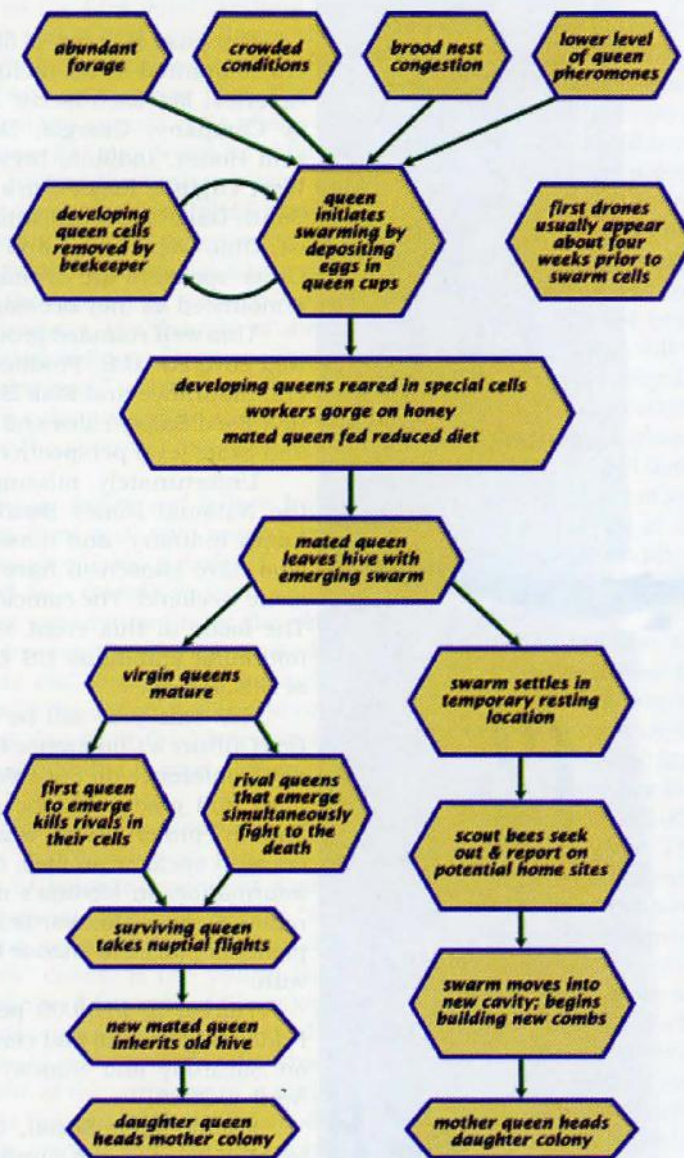 abundant
forage
crowded
conditions
brood nest
congestion
lower level
of queen
pheromones
developing
queen cells
removed by
beekeeper
queen
initiates
swarming by
depositing
eggs in
queen cups
first drones
usually appear
about four
weeks prior to
swarm cells
developing queens reared in special cells
workers gorge on honey
mated queen fed reduced diet
mated queen
leaves hive with
emerging swarm
virgin queens
mature
swarm settles in
temporary resting
location
first queen
to emerge
kills rivals in
their cells
rival queens
that emerge
simultaneously
fight to the
death
scout bees seek
out & report on
potential home sites
surviving queen
takes nuptial flights
swarm moves into
new cavity; begins
building new combs
new mated queen
inherits old hive
daughter queen
heads mother colony
mother queen heads
daughter colony